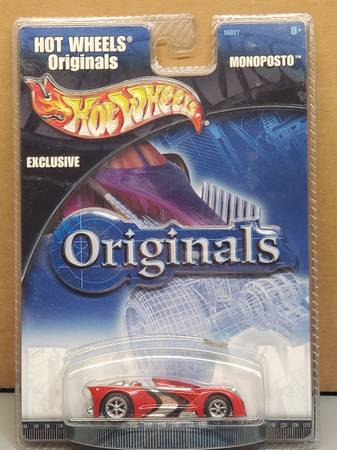 HOT WHEELS®
Originals
56027
8+
MONOPOSTO™
Hot Wheels®
EXCLUSIVE
Originals